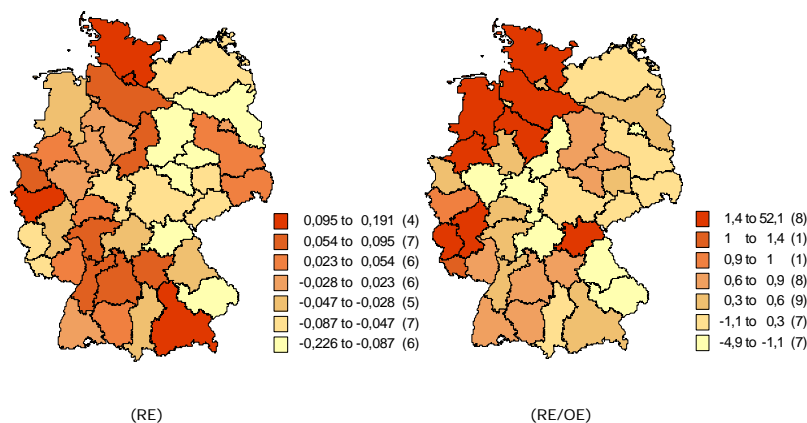 0,095 to 0,191 (4)
0,054 to 0,095 (7)
0,023 to 0,054 (6)
-0,028 to 0,023 (6)
-0,047 to -0,028 (5)
-0,087 to -0,047 (7)
-0,226 to -0,087 (6)
1,4 to 52,1 (8)
1 to 1,4 (1)
0,9 to 1 (1)
0,6 to 0,9 (8)
0,3 to 0,6 (9)
-1,1 to 0,3 (7)
-4,9 to -1,1 (7)
(RE)
(RE/OE)